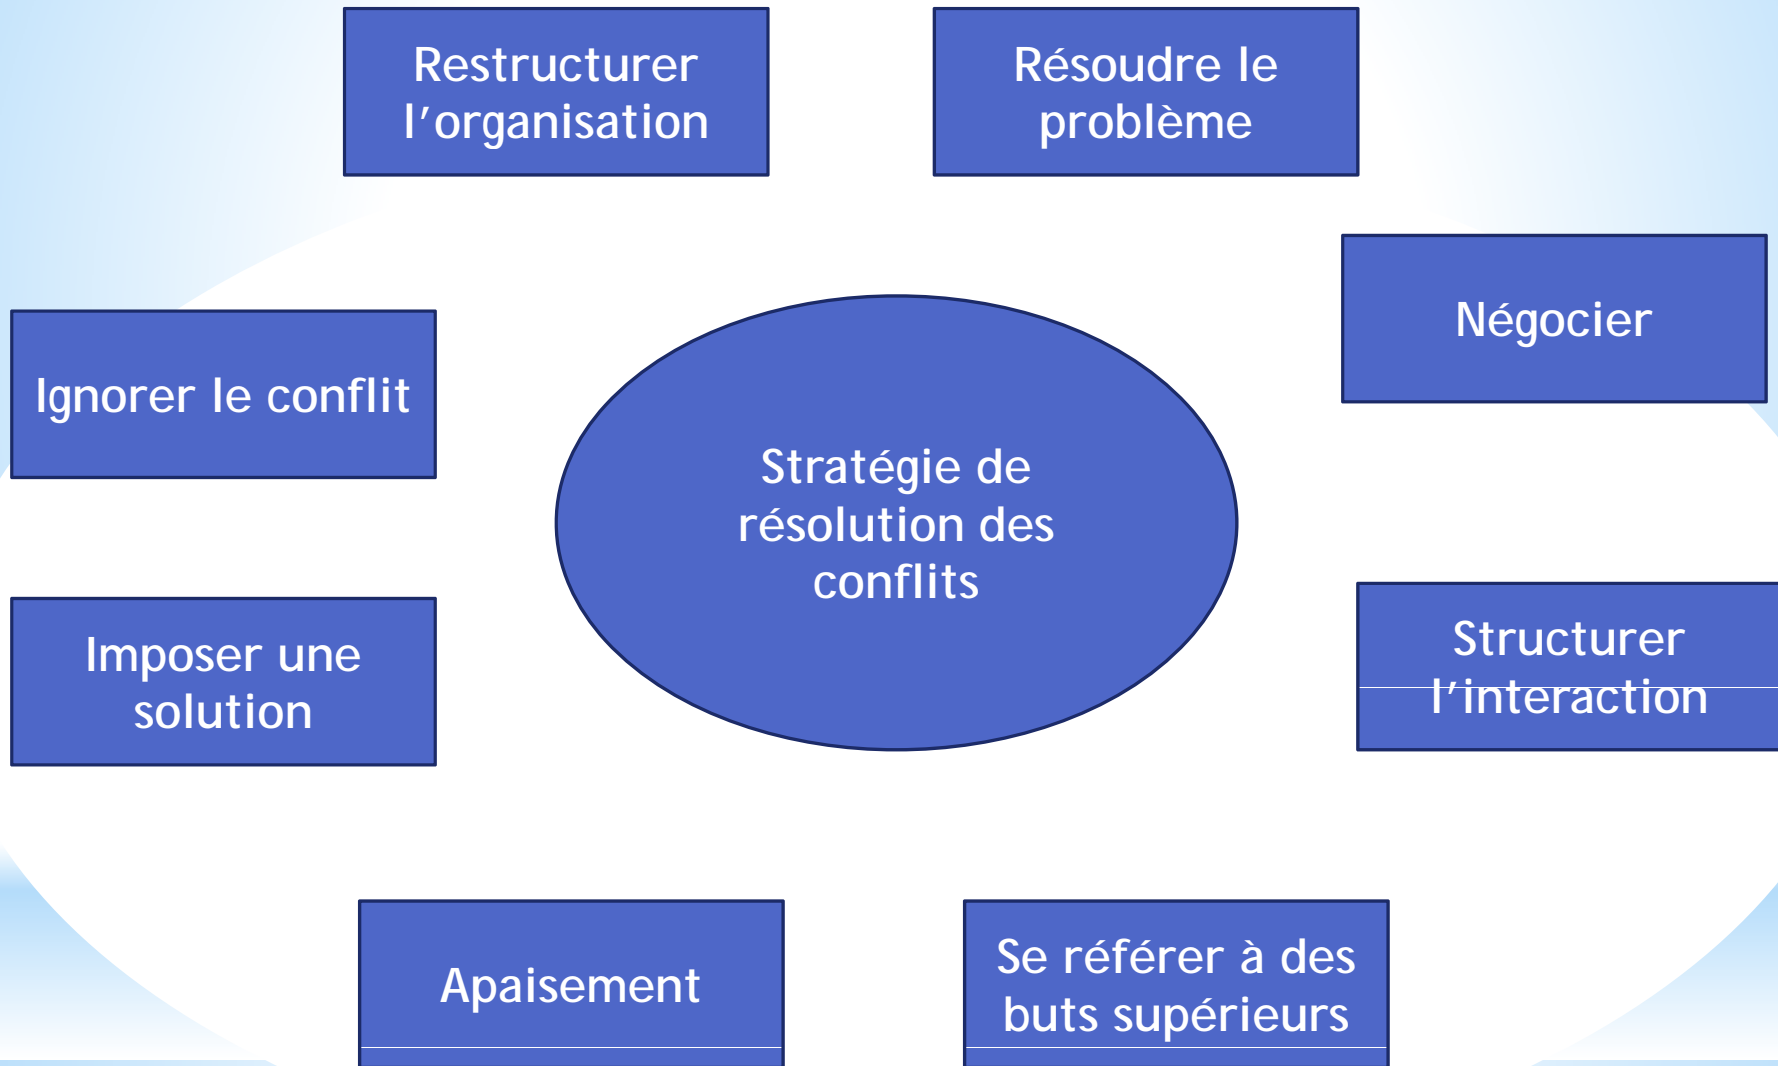 Restructurer
l'organisation
Résoudre le
problème
Négocier
Ignorer le conflit
Stratégie de
résolution des
conflits
Structurer
l'interaction
Imposer une
solution
Apaisement
Se référer à des
buts supérieurs